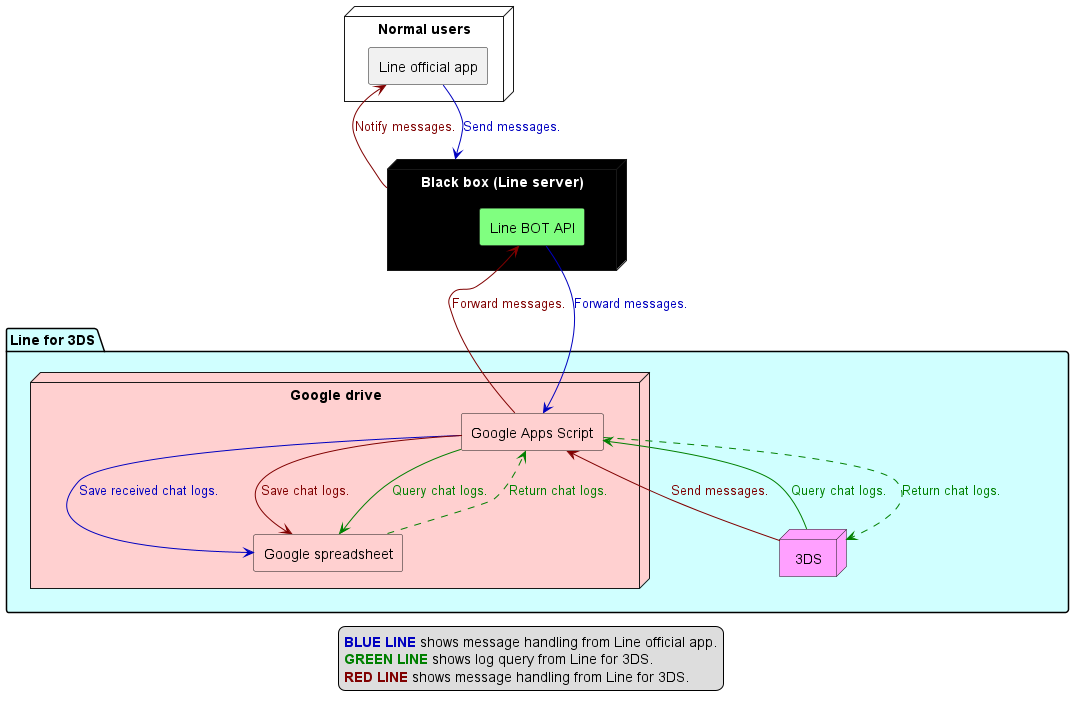 Normal users
Line official app
Notify messages.
Send messages.
Black box (Line server)
Line BOT API
Forward messages.
Forward messages.
Line for 3DS
Google drive
Google Apps Script
Save received chat logs.
Save chat logs.
Query chat logs.
Return chat logs.
Send messages.
Query chat logs.
Return chat logs.
Google spreadsheet
3DS
BLUE LINE shows message handling from Line official app.
GREEN LINE shows log query from Line for 3DS.
RED LINE shows message handling from Line for 3DS.